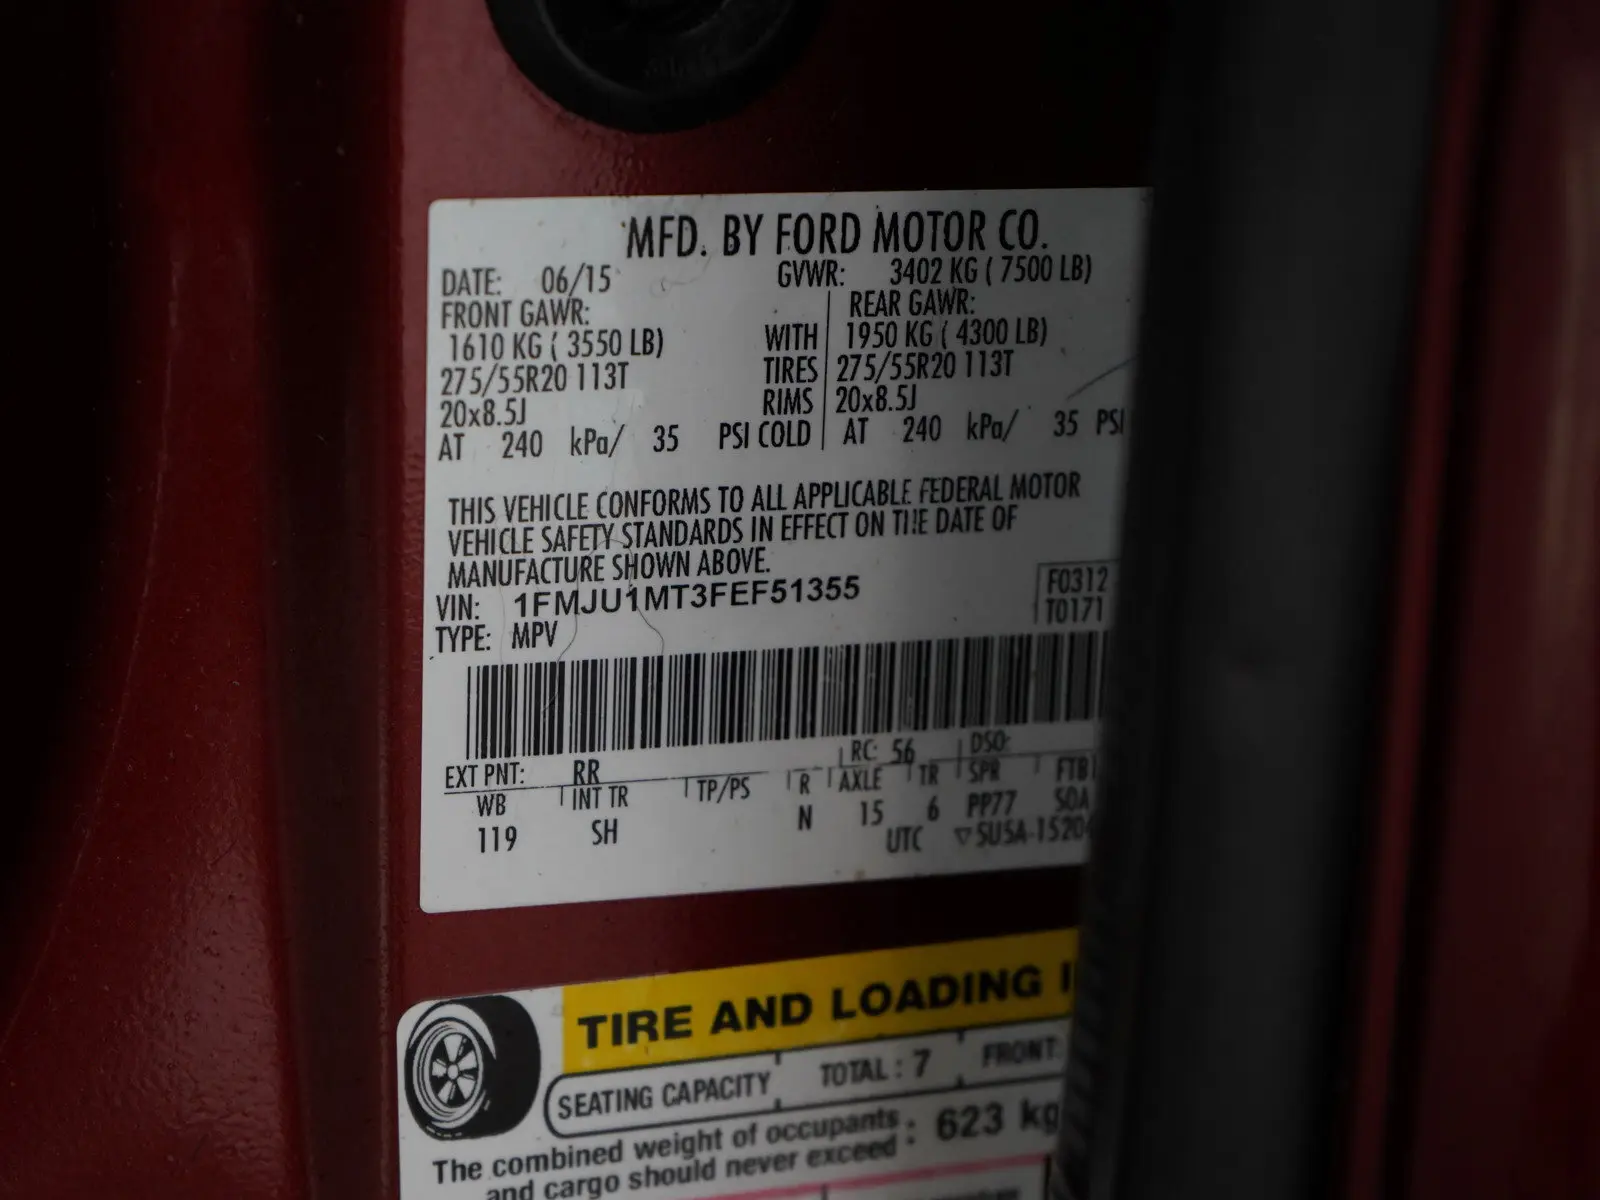 MFD. BY FORD MOTOR CO.
DATE: 06/15 GVWR: 3402 KG ( 7500 LB)
FRONT GAWR: REAR GAWR:
1610 KG ( 3550 LB) WITH 1950 KG ( 4300 LB)
275/55R20 113T TIRES 275/55R20 113T
20x8.5J RIMS 20x8.5J
AT 240 kPa/ 35 PSI COLD AT 240 kPa/ 35 PSI
THIS VEHICLE CONFORMS TO ALL APPLICABLE FEDERAL MOTOR
VEHICLE SAFETY STANDARDS IN EFFECT ON THE DATE OF
MANUFACTURE SHOWN ABOVE.
VIN: 1FMJU1MT3FEF51355 F0312
TYPE: MPV T0171
EXT PNT: RR RC: 56 DSO:
WB INT TR TP/PS R AXLE TR SPR
119 SH N 15 6 PP77
UTC ▽5U5A-1520
TIRE AND LOADING
SEATING CAPACITY TOTAL : 7 FRONT:
The combined weight of occupants : 623 kg
and cargo should never exceed